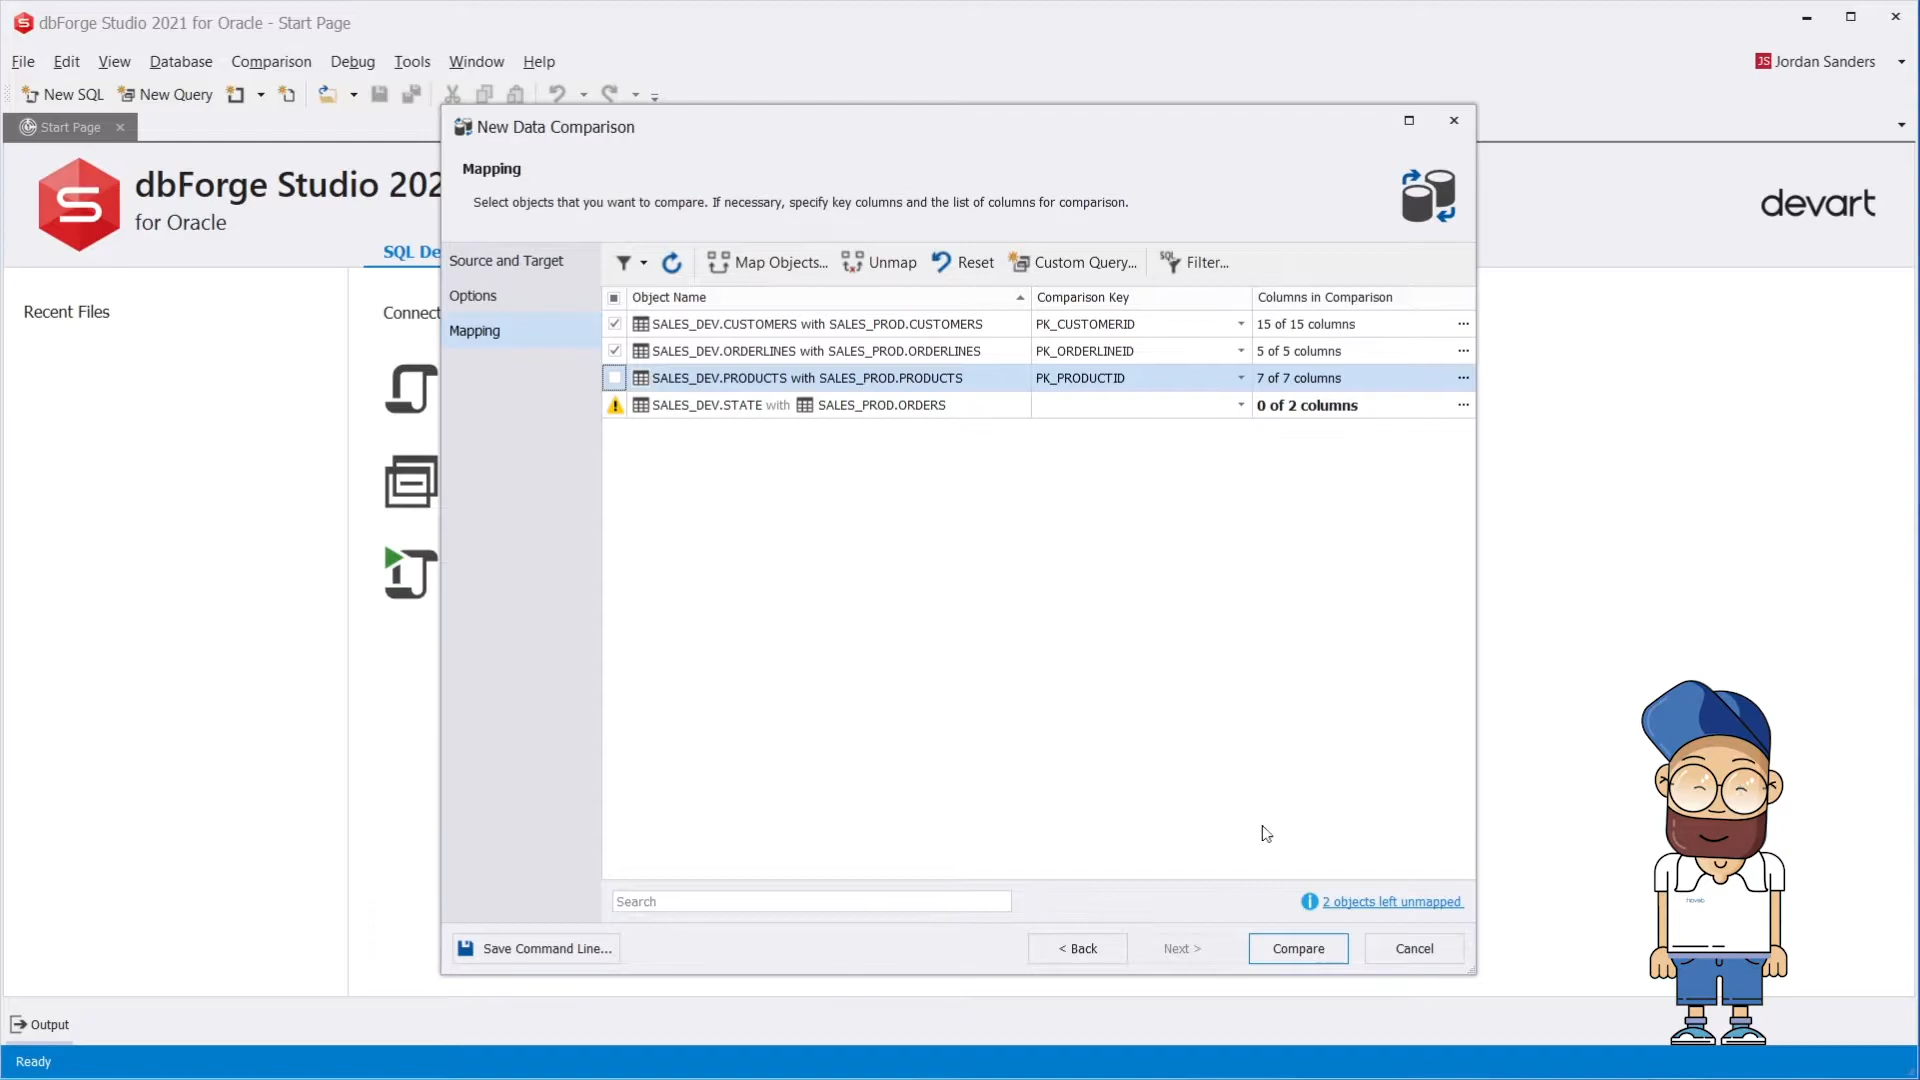 dbForge Studio 2021 for Oracle - Start Page
File Edit View Database Comparison Debug Tools Window Help
JS Jordan Sanders
New SQL New Query
Start Page
dbForge Studio 202
for Oracle
devart
SQL De
Recent Files
Connect
New Data Comparison
Mapping
Select objects that you want to compare. If necessary, specify key columns and the list of columns for comparison.
Source and Target
Options
Mapping
Map Objects... Unmap Reset Custom Query... SQL Filter...
Object Name Comparison Key Columns in Comparison
SALES_DEV.CUSTOMERS with SALES_PROD.CUSTOMERS PK_CUSTOMERID 15 of 15 columns ...
SALES_DEV.ORDERLINES with SALES_PROD.ORDERLINES PK_ORDERLINEID 5 of 5 columns ...
SALES_DEV.PRODUCTS with SALES_PROD.PRODUCTS PK_PRODUCTID 7 of 7 columns ...
SALES_DEV.STATE with SALES_PROD.ORDERS 0 of 2 columns ...
Search
2 objects left unmapped
Save Command Line... < Back Next > Compare Cancel
Output
Ready